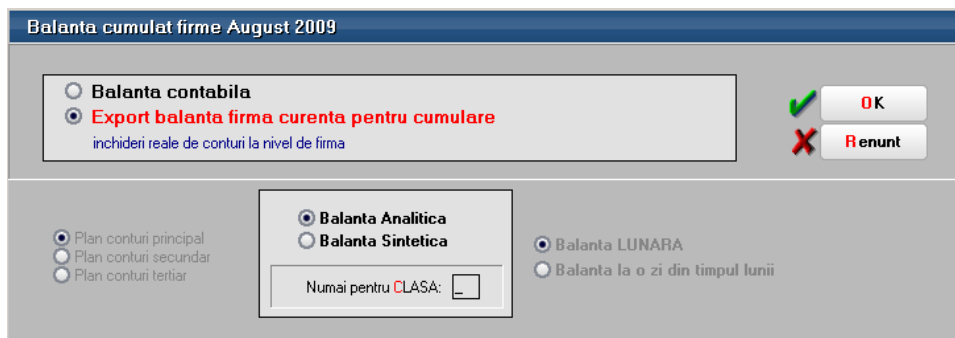 Balanta cumulat firme August 2009
Balanta contabila
Export balanta firma curenta pentru cumulare
inchideri reale de conturi la nivel de firma
OK
Renunt
Plan conturi principal
Plan conturi secundar
Plan conturi tertiar
Balanta Analitica
Balanta Sintetica
Numai pentru CLASA: _
Balanta LUNARA
Balanta la o zi din timpul lunii